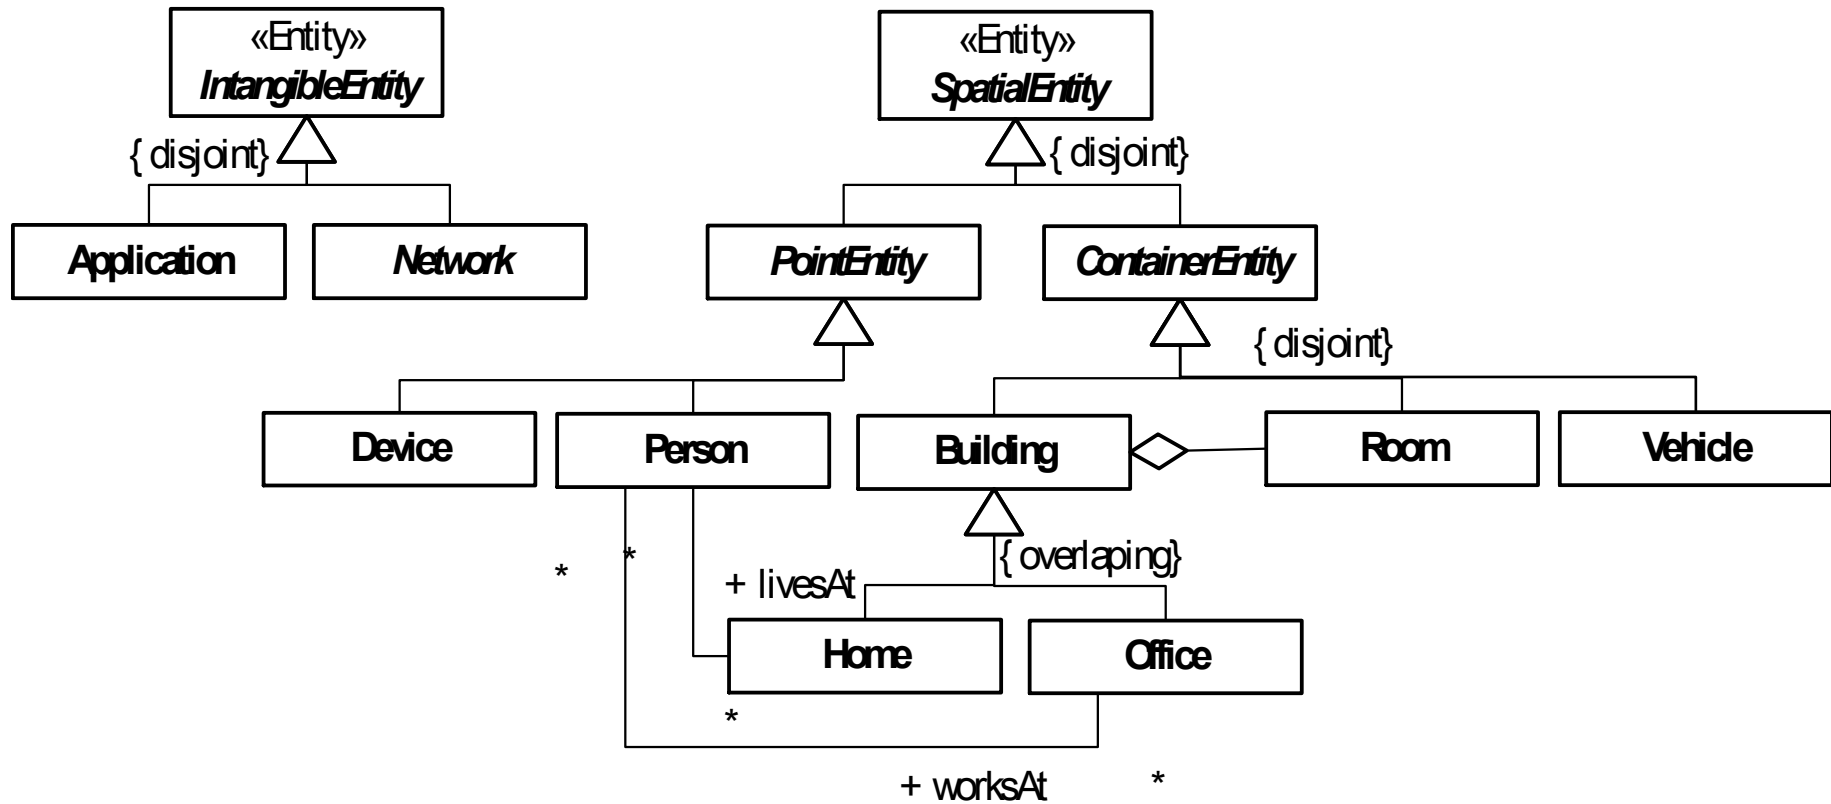 «Entity»
IntangibleEntity
«Entity»
SpatialEntity
{ disjoint}
{ disjoint}
Application
Network
PointEntity
ContainerEntity
{ disjoint}
Device
Person
Building
Room
Vehicle
*
*
{ overlaping}
+ livesAt
Home
Office
*
+ worksAt
*